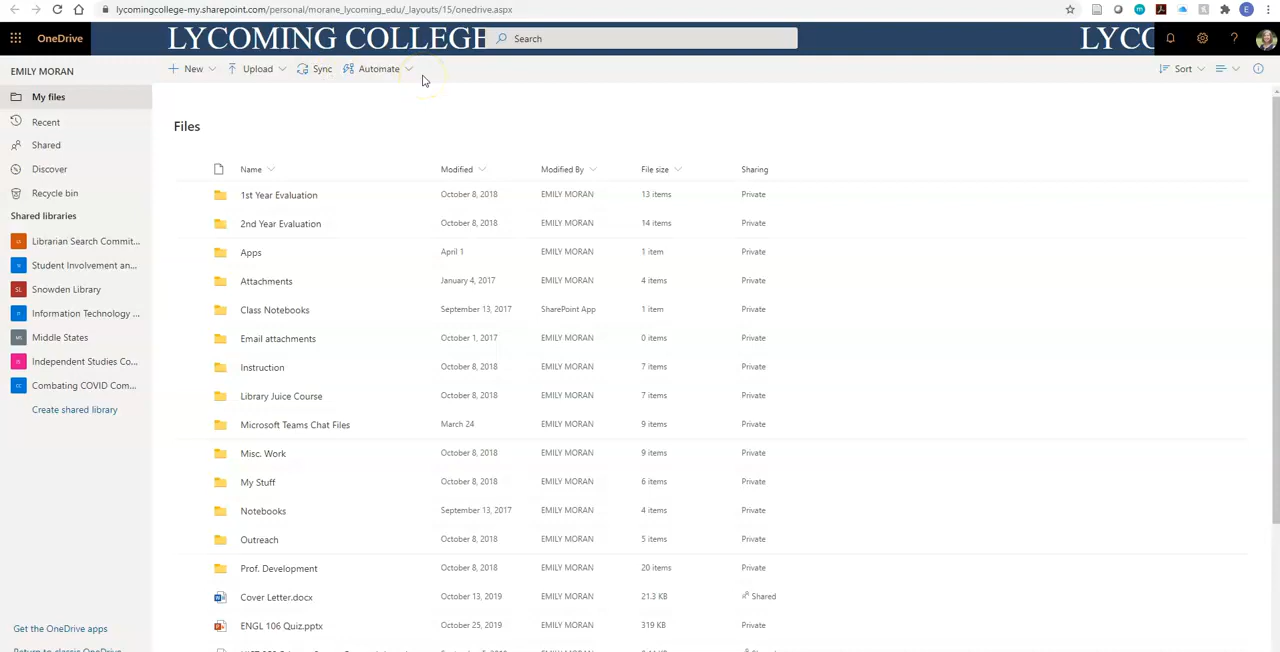 lycomingcollege-my.sharepoint.com/personal/morane_lycoming_edu/_layouts/15/onedrive.aspx
OneDrive
LYCOMING COLLEGE
Search
LYCO
EMILY MORAN
New
Upload
Sync
Automate
Sort
My files
Recent
Shared
Discover
Recycle bin
Shared libraries
Librarian Search Commit...
Student Involvement an...
SL Snowden Library
Information Technology ...
Middle States
Independent Studies Co...
Combating COVID Com...
Create shared library
Get the OneDrive apps
Return to classic OneDrive
Files
Name Modified Modified By File size Sharing
1st Year Evaluation October 8, 2018 EMILY MORAN 13 items Private
2nd Year Evaluation October 8, 2018 EMILY MORAN 14 items Private
Apps April 1 EMILY MORAN 1 item Private
Attachments January 4, 2017 EMILY MORAN 4 items Private
Class Notebooks September 13, 2017 SharePoint App 1 item Private
Email attachments October 1, 2017 EMILY MORAN 0 items Private
Instruction October 8, 2018 EMILY MORAN 7 items Private
Library Juice Course October 8, 2018 EMILY MORAN 7 items Private
Microsoft Teams Chat Files March 24 EMILY MORAN 9 items Private
Misc. Work October 8, 2018 EMILY MORAN 9 items Private
My Stuff October 8, 2018 EMILY MORAN 6 items Private
Notebooks September 13, 2017 EMILY MORAN 4 items Private
Outreach October 8, 2018 EMILY MORAN 5 items Private
Prof. Development October 8, 2018 EMILY MORAN 20 items Private
Cover Letter.docx October 13, 2019 EMILY MORAN 21.3 KB Shared
ENGL 106 Quiz.pptx October 25, 2019 EMILY MORAN 319 KB Private